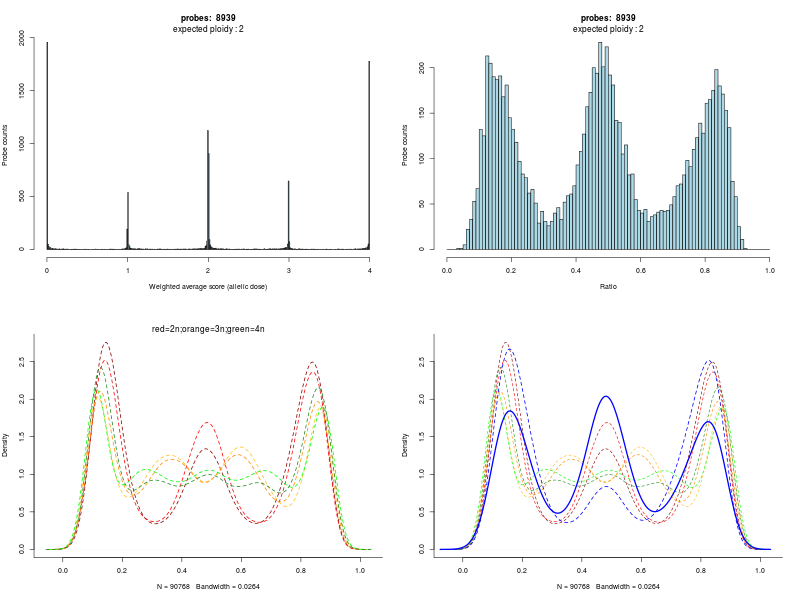 probes: 8939
expected ploidy : 2
Probe counts
2000
1500
1000
500
0
0 1 2 3 4
Weighted average score (allelic dose)
probes: 8939
expected ploidy : 2
Probe counts
200
150
100
50
0
0.0 0.2 0.4 0.6 0.8 1.0
Ratio
red=2n;orange=3n;green=4n
Density
2.5
2.0
1.5
1.0
0.5
0.0
0.0 0.2 0.4 0.6 0.8 1.0
N = 90768 Bandwidth = 0.0264
Density
2.5
2.0
1.5
1.0
0.5
0.0
0.0 0.2 0.4 0.6 0.8 1.0
N = 90768 Bandwidth = 0.0264